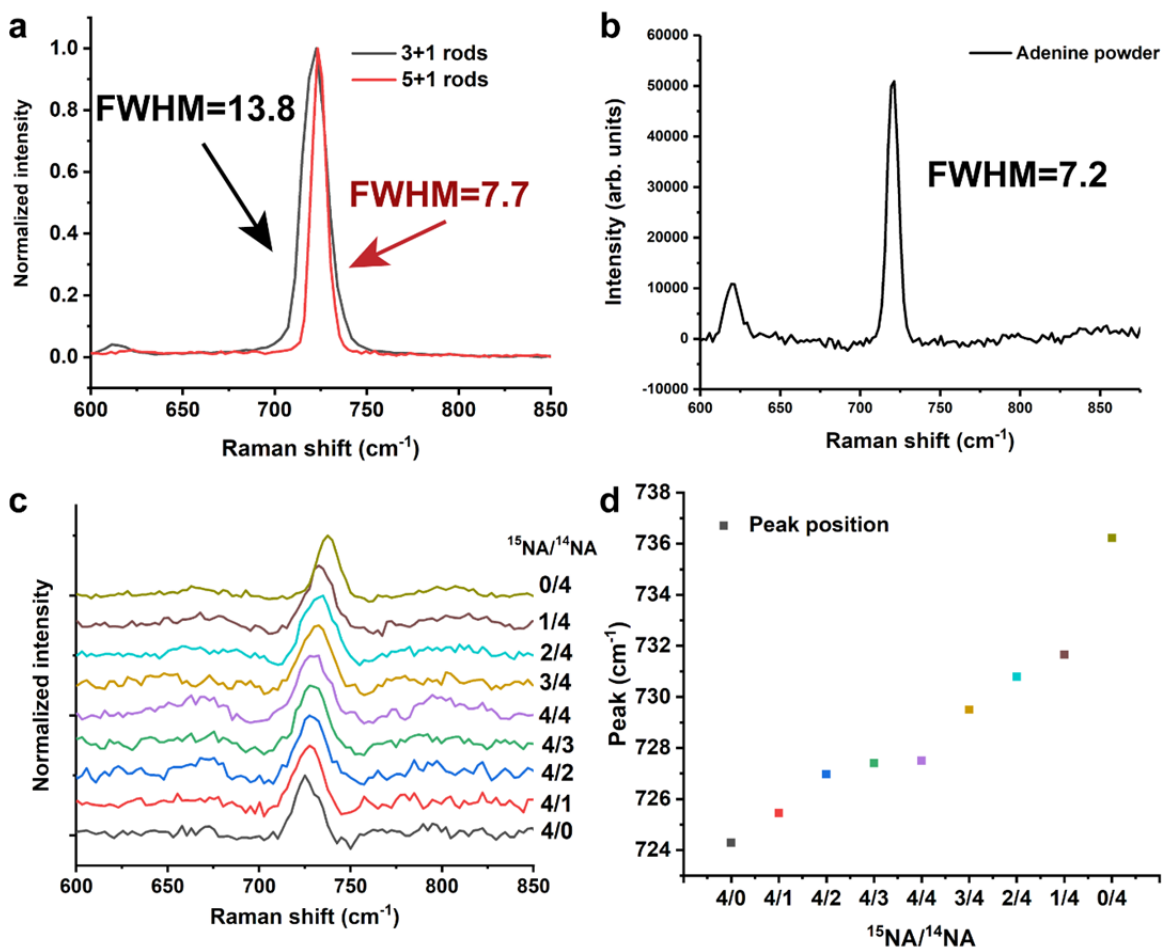 a
3+1 rods
5+1 rods
FWHM=13.8
FWHM=7.7
Normalized intensity
1.0
0.8
0.6
0.4
0.2
0.0
600 650 700 750 800 850
Raman shift (cm⁻¹)
b
Adenine powder
FWHM=7.2
Intensity (arb. units)
60000
50000
40000
30000
20000
10000
0
-10000
600 650 700 750 800 850
Raman shift (cm⁻¹)
c
¹⁵NA/¹⁴NA
0/4
1/4
2/4
3/4
4/4
4/3
4/2
4/1
4/0
Normalized intensity
600 650 700 750 800 850
Raman shift (cm⁻¹)
d
Peak position
Peak (cm⁻¹)
738
736
734
732
730
728
726
724
4/0 4/1 4/2 4/3 4/4 3/4 2/4 1/4 0/4
¹⁵NA/¹⁴NA